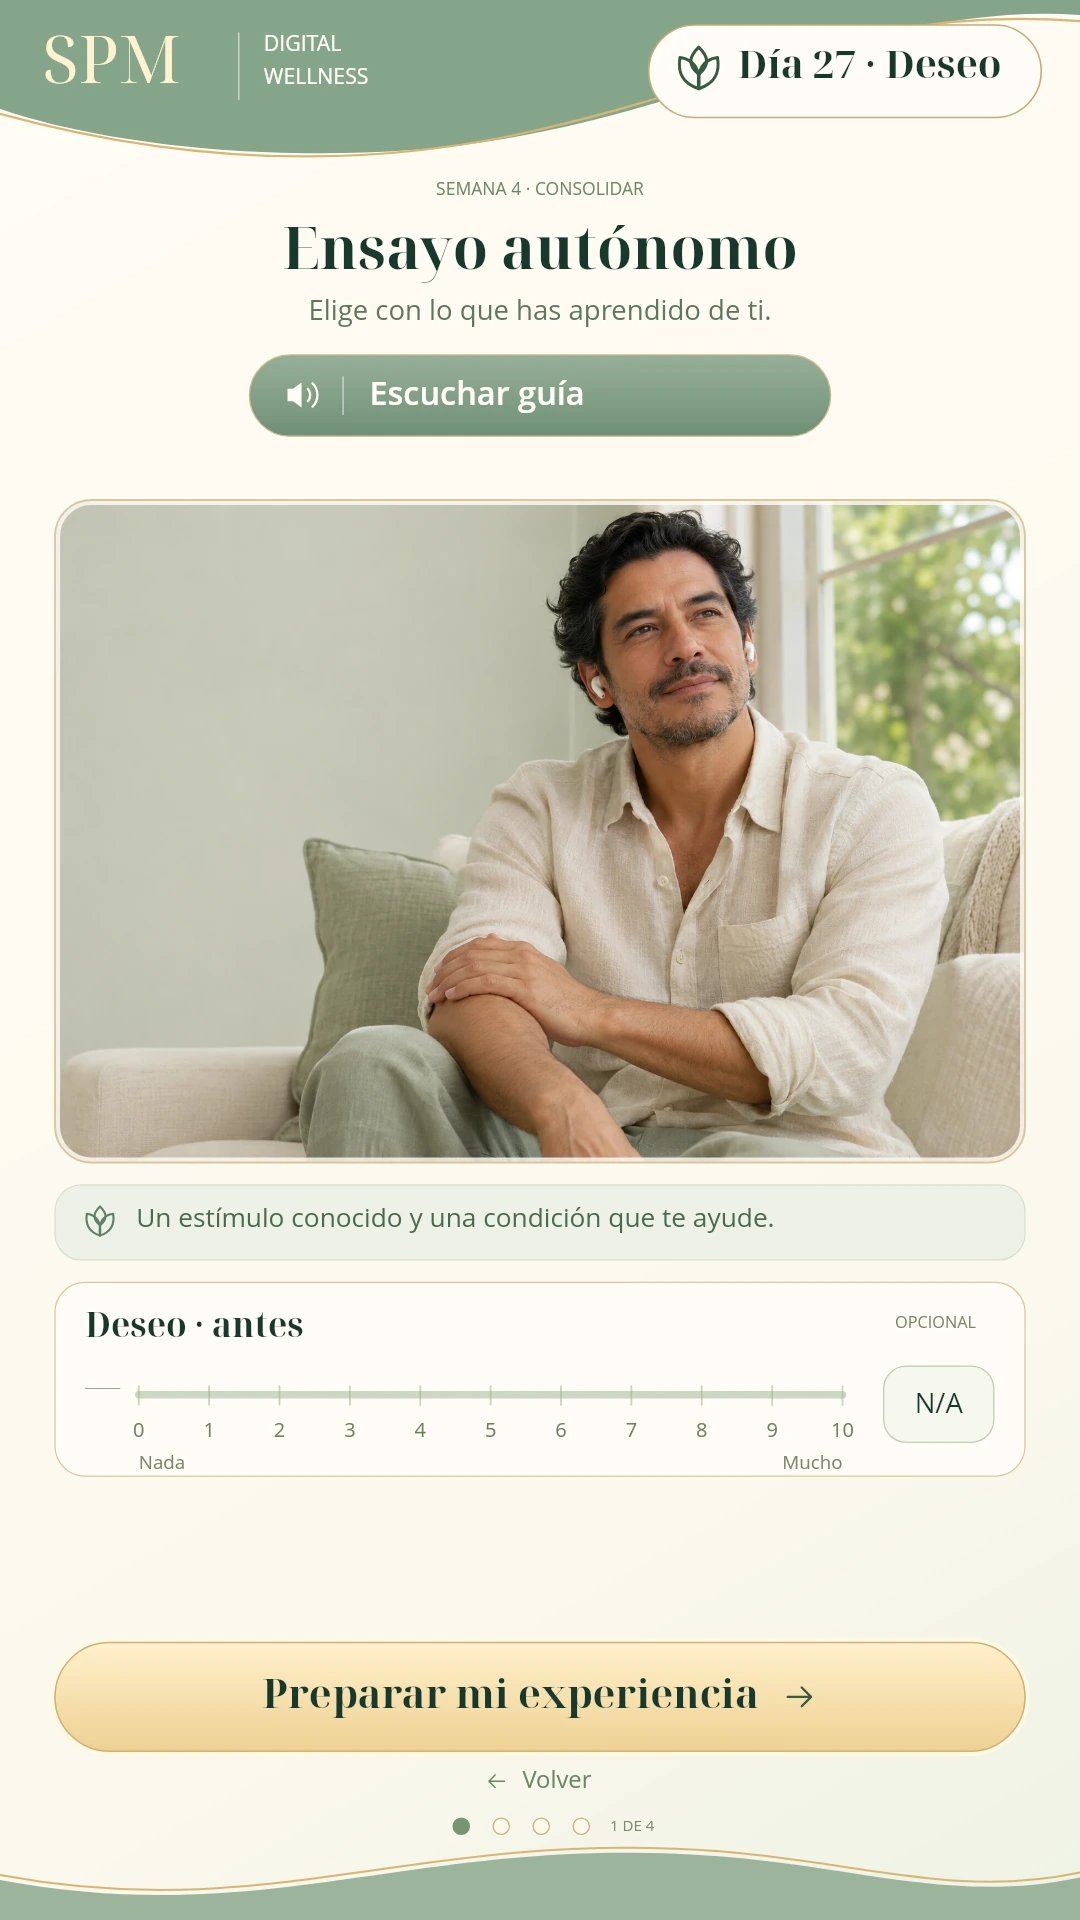 SPM
DIGITAL
WELLNESS
Día 27 · Deseo
SEMANA 4 · CONSOLIDAR
Ensayo autónomo
Elige con lo que has aprendido de ti.
Escuchar guía
Un estímulo conocido y una condición que te ayude.
Deseo · antes
OPCIONAL
0 1 2 3 4 5 6 7 8 9 10
N/A
Nada Mucho
Preparar mi experiencia →
← Volver
1 DE 4